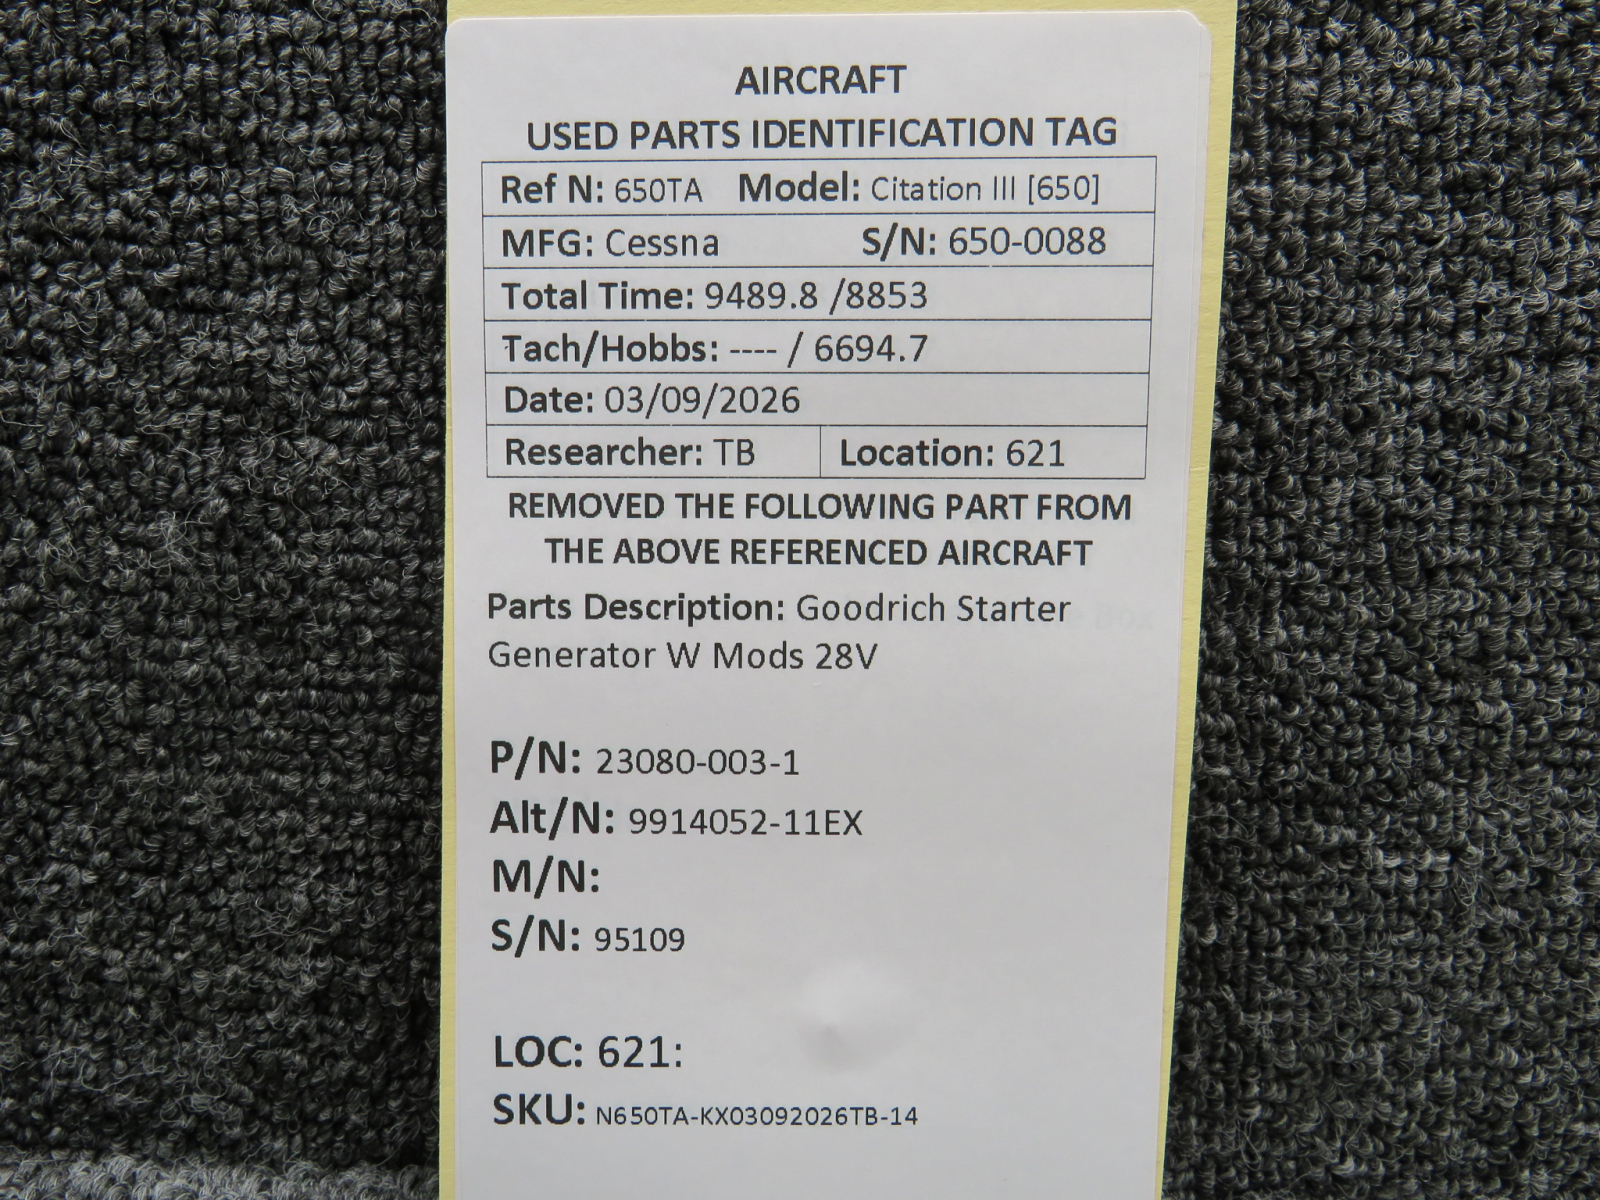 AIRCRAFT
USED PARTS IDENTIFICATION TAG
Ref N: 650TA Model: Citation III [650]
MFG: Cessna S/N: 650-0088
Total Time: 9489.8 /8853
Tach/Hobbs: ---- / 6694.7
Date: 03/09/2026
Researcher: TB Location: 621
REMOVED THE FOLLOWING PART FROM
THE ABOVE REFERENCED AIRCRAFT
Parts Description: Goodrich Starter
Generator W Mods 28V
P/N: 23080-003-1
Alt/N: 9914052-11EX
M/N:
S/N: 95109
LOC: 621:
SKU: N650TA-KX03092026TB-14